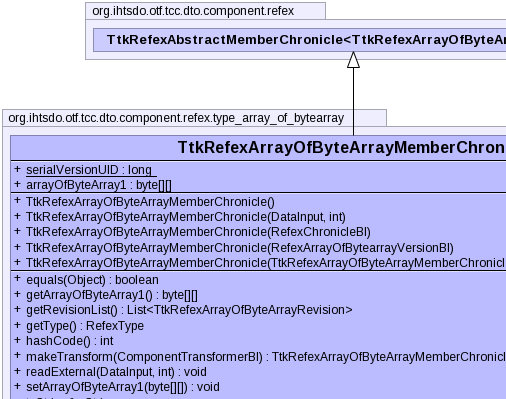 org.ihtsdo.otf.tcc.dto.component.refex
TtkRefexAbstractMemberChronicle<TtkRefexArrayOfByteAr
org.ihtsdo.otf.tcc.dto.component.refex.type_array_of_bytearray
TtkRefexArrayOfByteArrayMemberChron
+ serialVersionUID : long
+ arrayOfByteArray1 : byte[][]
+ TtkRefexArrayOfByteArrayMemberChronicle()
+ TtkRefexArrayOfByteArrayMemberChronicle(DataInput, int)
+ TtkRefexArrayOfByteArrayMemberChronicle(RefexChronicleBI)
+ TtkRefexArrayOfByteArrayMemberChronicle(RefexArrayOfBytearrayVersionBI)
+ TtkRefexArrayOfByteArrayMemberChronicle(TtkRefexArrayOfByteArrayMemberChronicl
+ equals(Object) : boolean
+ getArrayOfByteArray1() : byte[][]
+ getRevisionList() : List<TtkRefexArrayOfByteArrayRevision>
+ getType() : RefexType
+ hashCode() : int
+ makeTransform(ComponentTransformerBI) : TtkRefexArrayOfByteArrayMemberChronicle
+ readExternal(DataInput, int) : void
+ setArrayOfByteArray1(byte[][]) : void